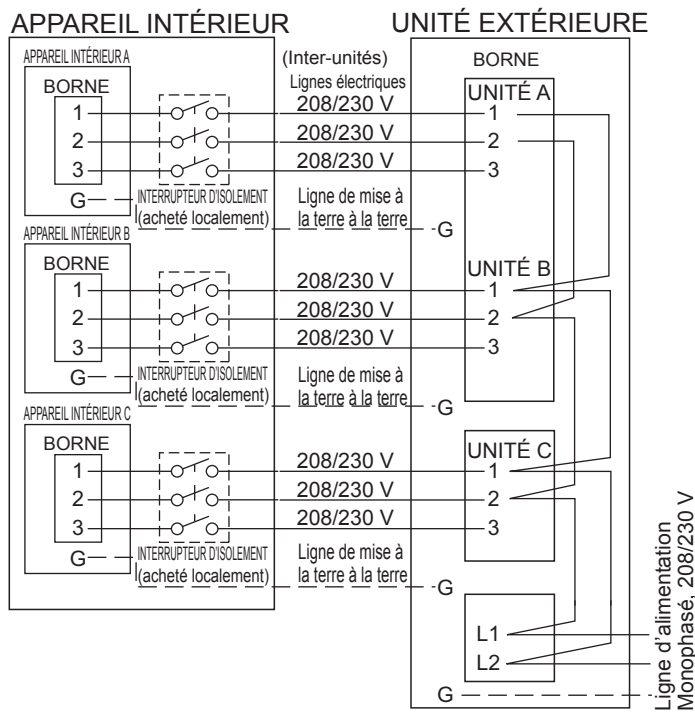 APPAREIL INTÉRIEUR
UNITÉ EXTÉRIEURE
APPAREIL INTÉRIEUR A
BORNE
1
2
3
G
INTERRUPTEUR D'ISOLEMENT
(acheté localement)
(Inter-unités)
Lignes électriques
208/230 V
208/230 V
208/230 V
Ligne de mise à
la terre à la terre
BORNE
UNITÉ A
1
2
3
G
APPAREIL INTÉRIEUR B
BORNE
1
2
3
G
INTERRUPTEUR D'ISOLEMENT
(acheté localement)
208/230 V
208/230 V
208/230 V
Ligne de mise à
la terre à la terre
UNITÉ B
1
2
3
G
APPAREIL INTÉRIEUR C
BORNE
1
2
3
G
INTERRUPTEUR D'ISOLEMENT
(acheté localement)
208/230 V
208/230 V
208/230 V
Ligne de mise à
la terre à la terre
UNITÉ C
1
2
3
G
L1
L2
G
Ligne d'alimentation
Monophasé, 208/230 V